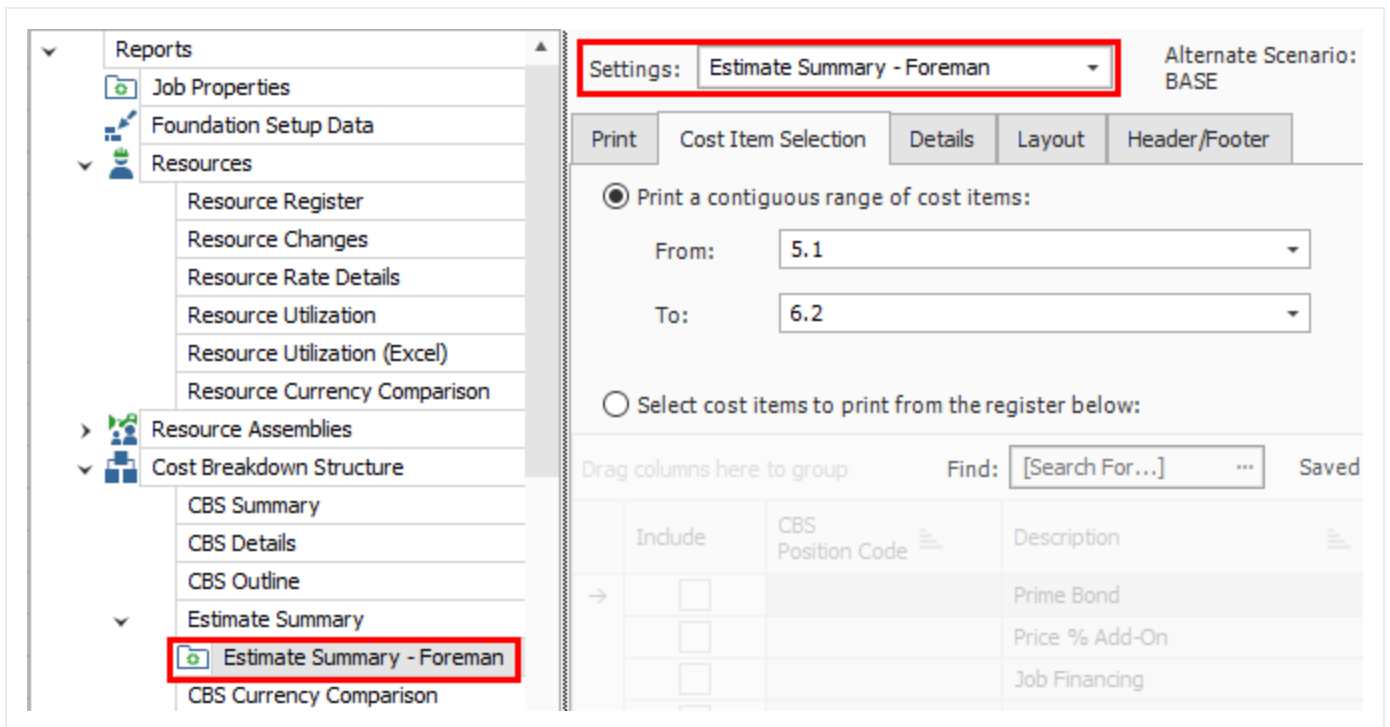 Reports
Job Properties
Foundation Setup Data
Resources
Resource Register
Resource Changes
Resource Rate Details
Resource Utilization
Resource Utilization (Excel)
Resource Currency Comparison
Resource Assemblies
Cost Breakdown Structure
CBS Summary
CBS Details
CBS Outline
Estimate Summary
Estimate Summary - Foreman
CBS Currency Comparison
Settings: Estimate Summary - Foreman
Alternate Scenario:
BASE
Print Cost Item Selection Details Layout Header/Footer
Print a contiguous range of cost items:
From: 5.1
To: 6.2
Select cost items to print from the register below:
Drag columns here to group Find: [Search For...] ... Saved
Include CBS Position Code Description
Prime Bond
Price % Add-On
Job Financing